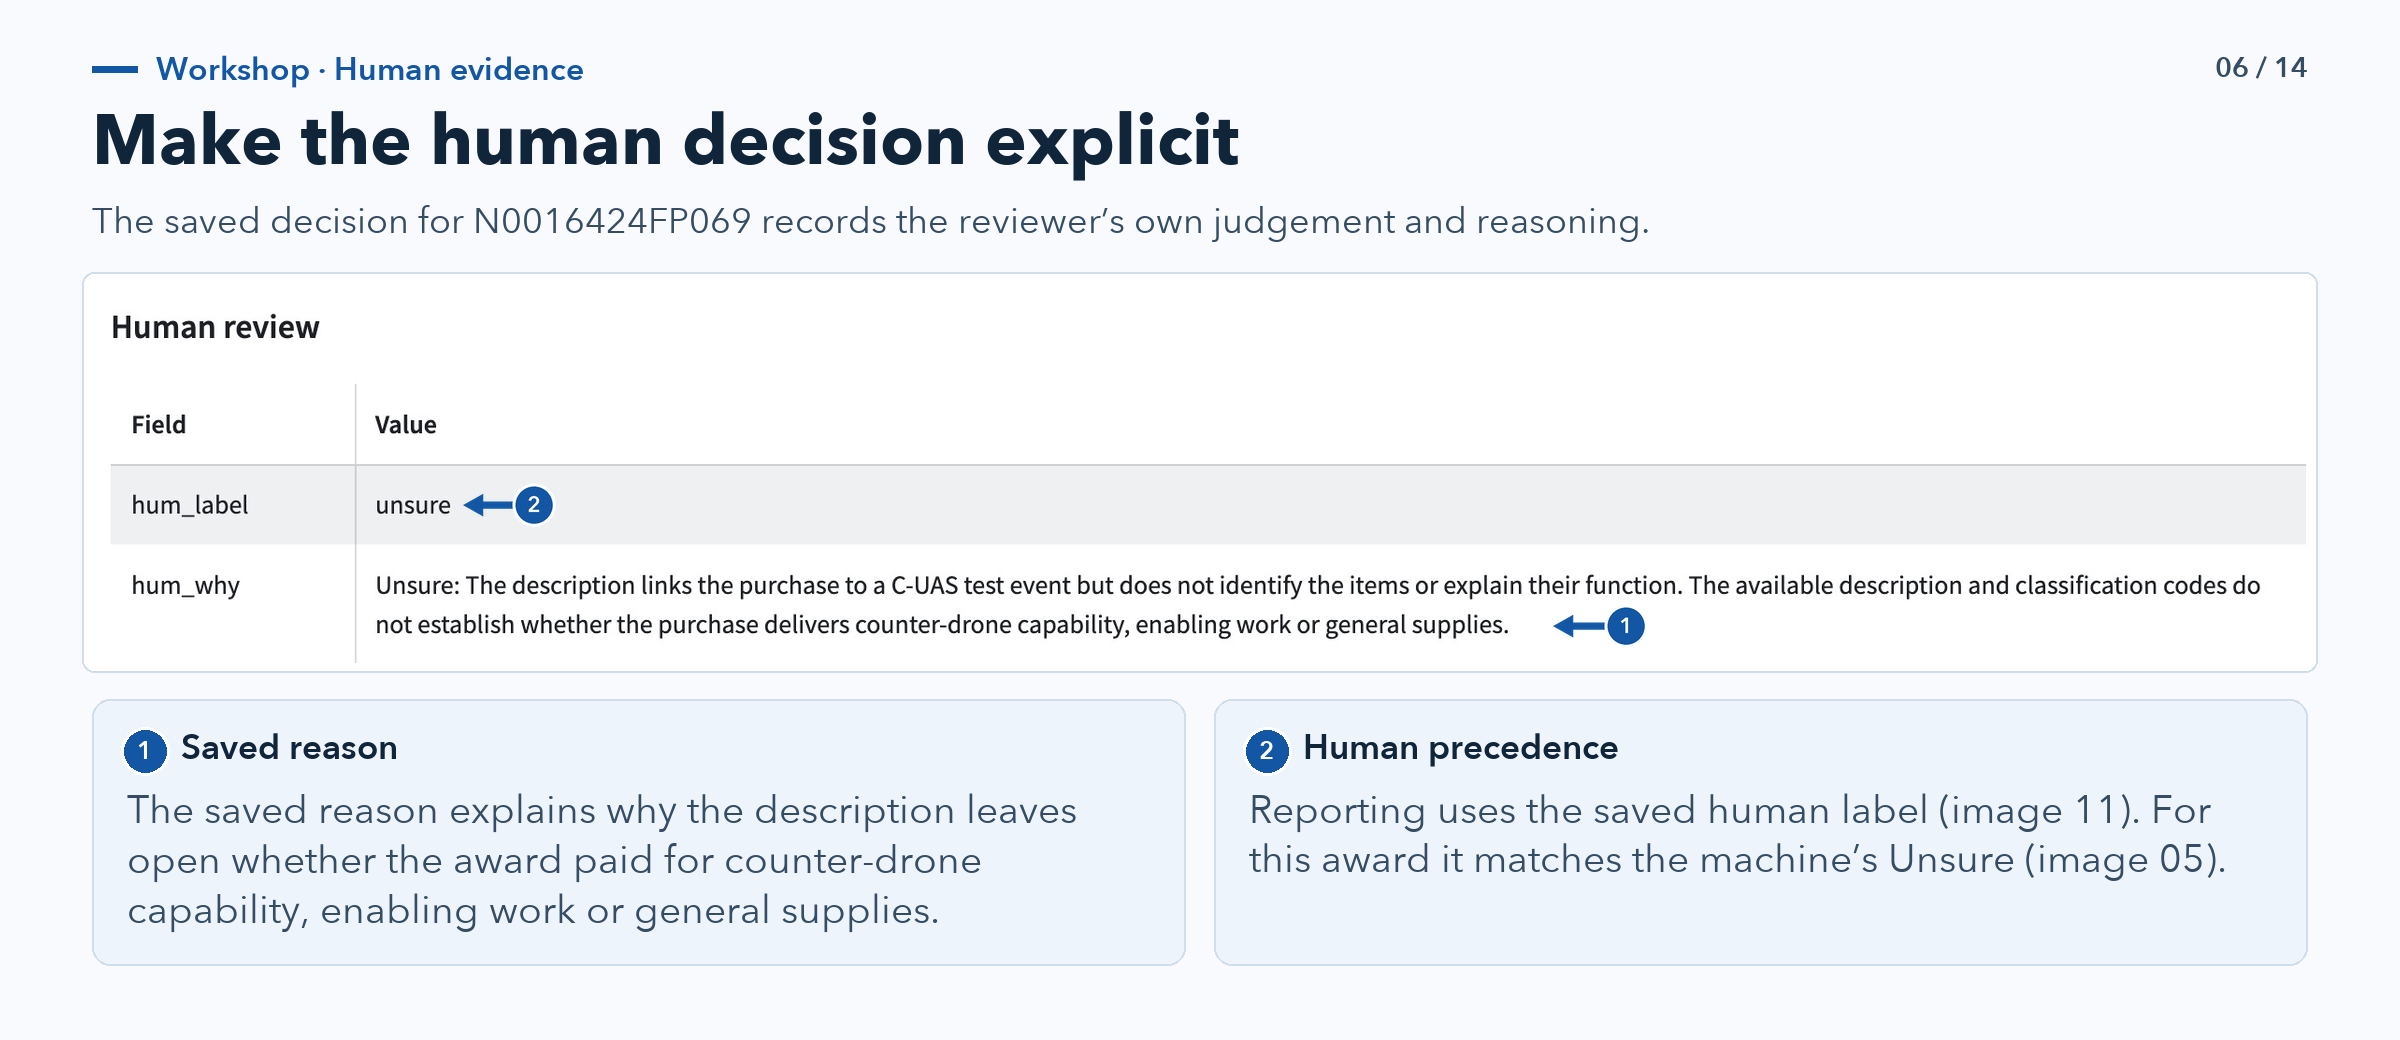 Workshop · Human evidence
06 / 14
Make the human decision explicit
The saved decision for N0016424FP069 records the reviewer’s own judgement and reasoning.
Human review
Field Value
hum_label unsure 2
hum_why Unsure: The description links the purchase to a C-UAS test event but does not identify the items or explain their function. The available description and classification codes do
not establish whether the purchase delivers counter-drone capability, enabling work or general supplies. 1
1 Saved reason
The saved reason explains why the description leaves
open whether the award paid for counter-drone
capability, enabling work or general supplies.
2 Human precedence
Reporting uses the saved human label (image 11). For
this award it matches the machine’s Unsure (image 05).